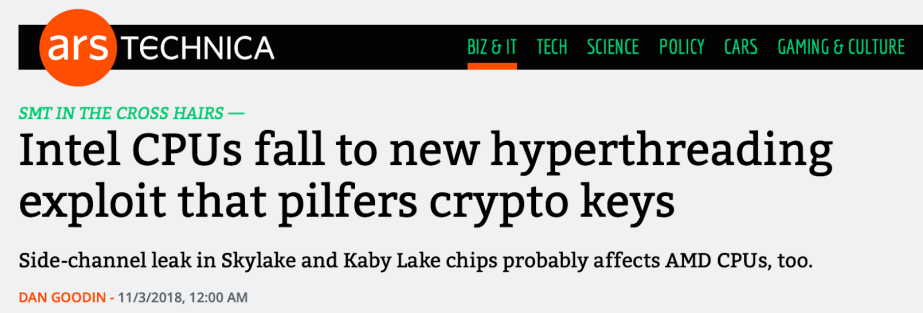 ars TECHNICA
BIZ & IT TECH SCIENCE POLICY CARS GAMING & CULTURE
SMT IN THE CROSS HAIRS —
Intel CPUs fall to new hyperthreading
exploit that pilfers crypto keys
Side-channel leak in Skylake and Kaby Lake chips probably affects AMD CPUs, too.
DAN GOODIN - 11/3/2018, 12:00 AM